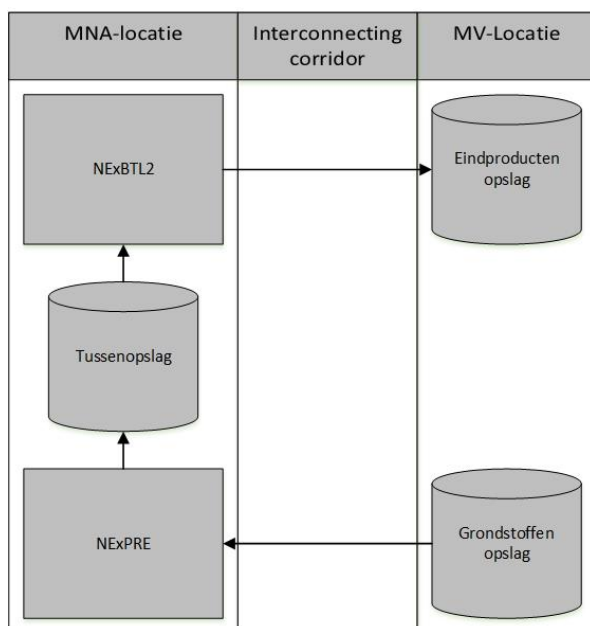 MNA-locatie
Interconnecting
corridor
MV-Locatie
NExBTL2
Eindproducten
opslag
Tussenopslag
NExPRE
Grondstoffen
opslag